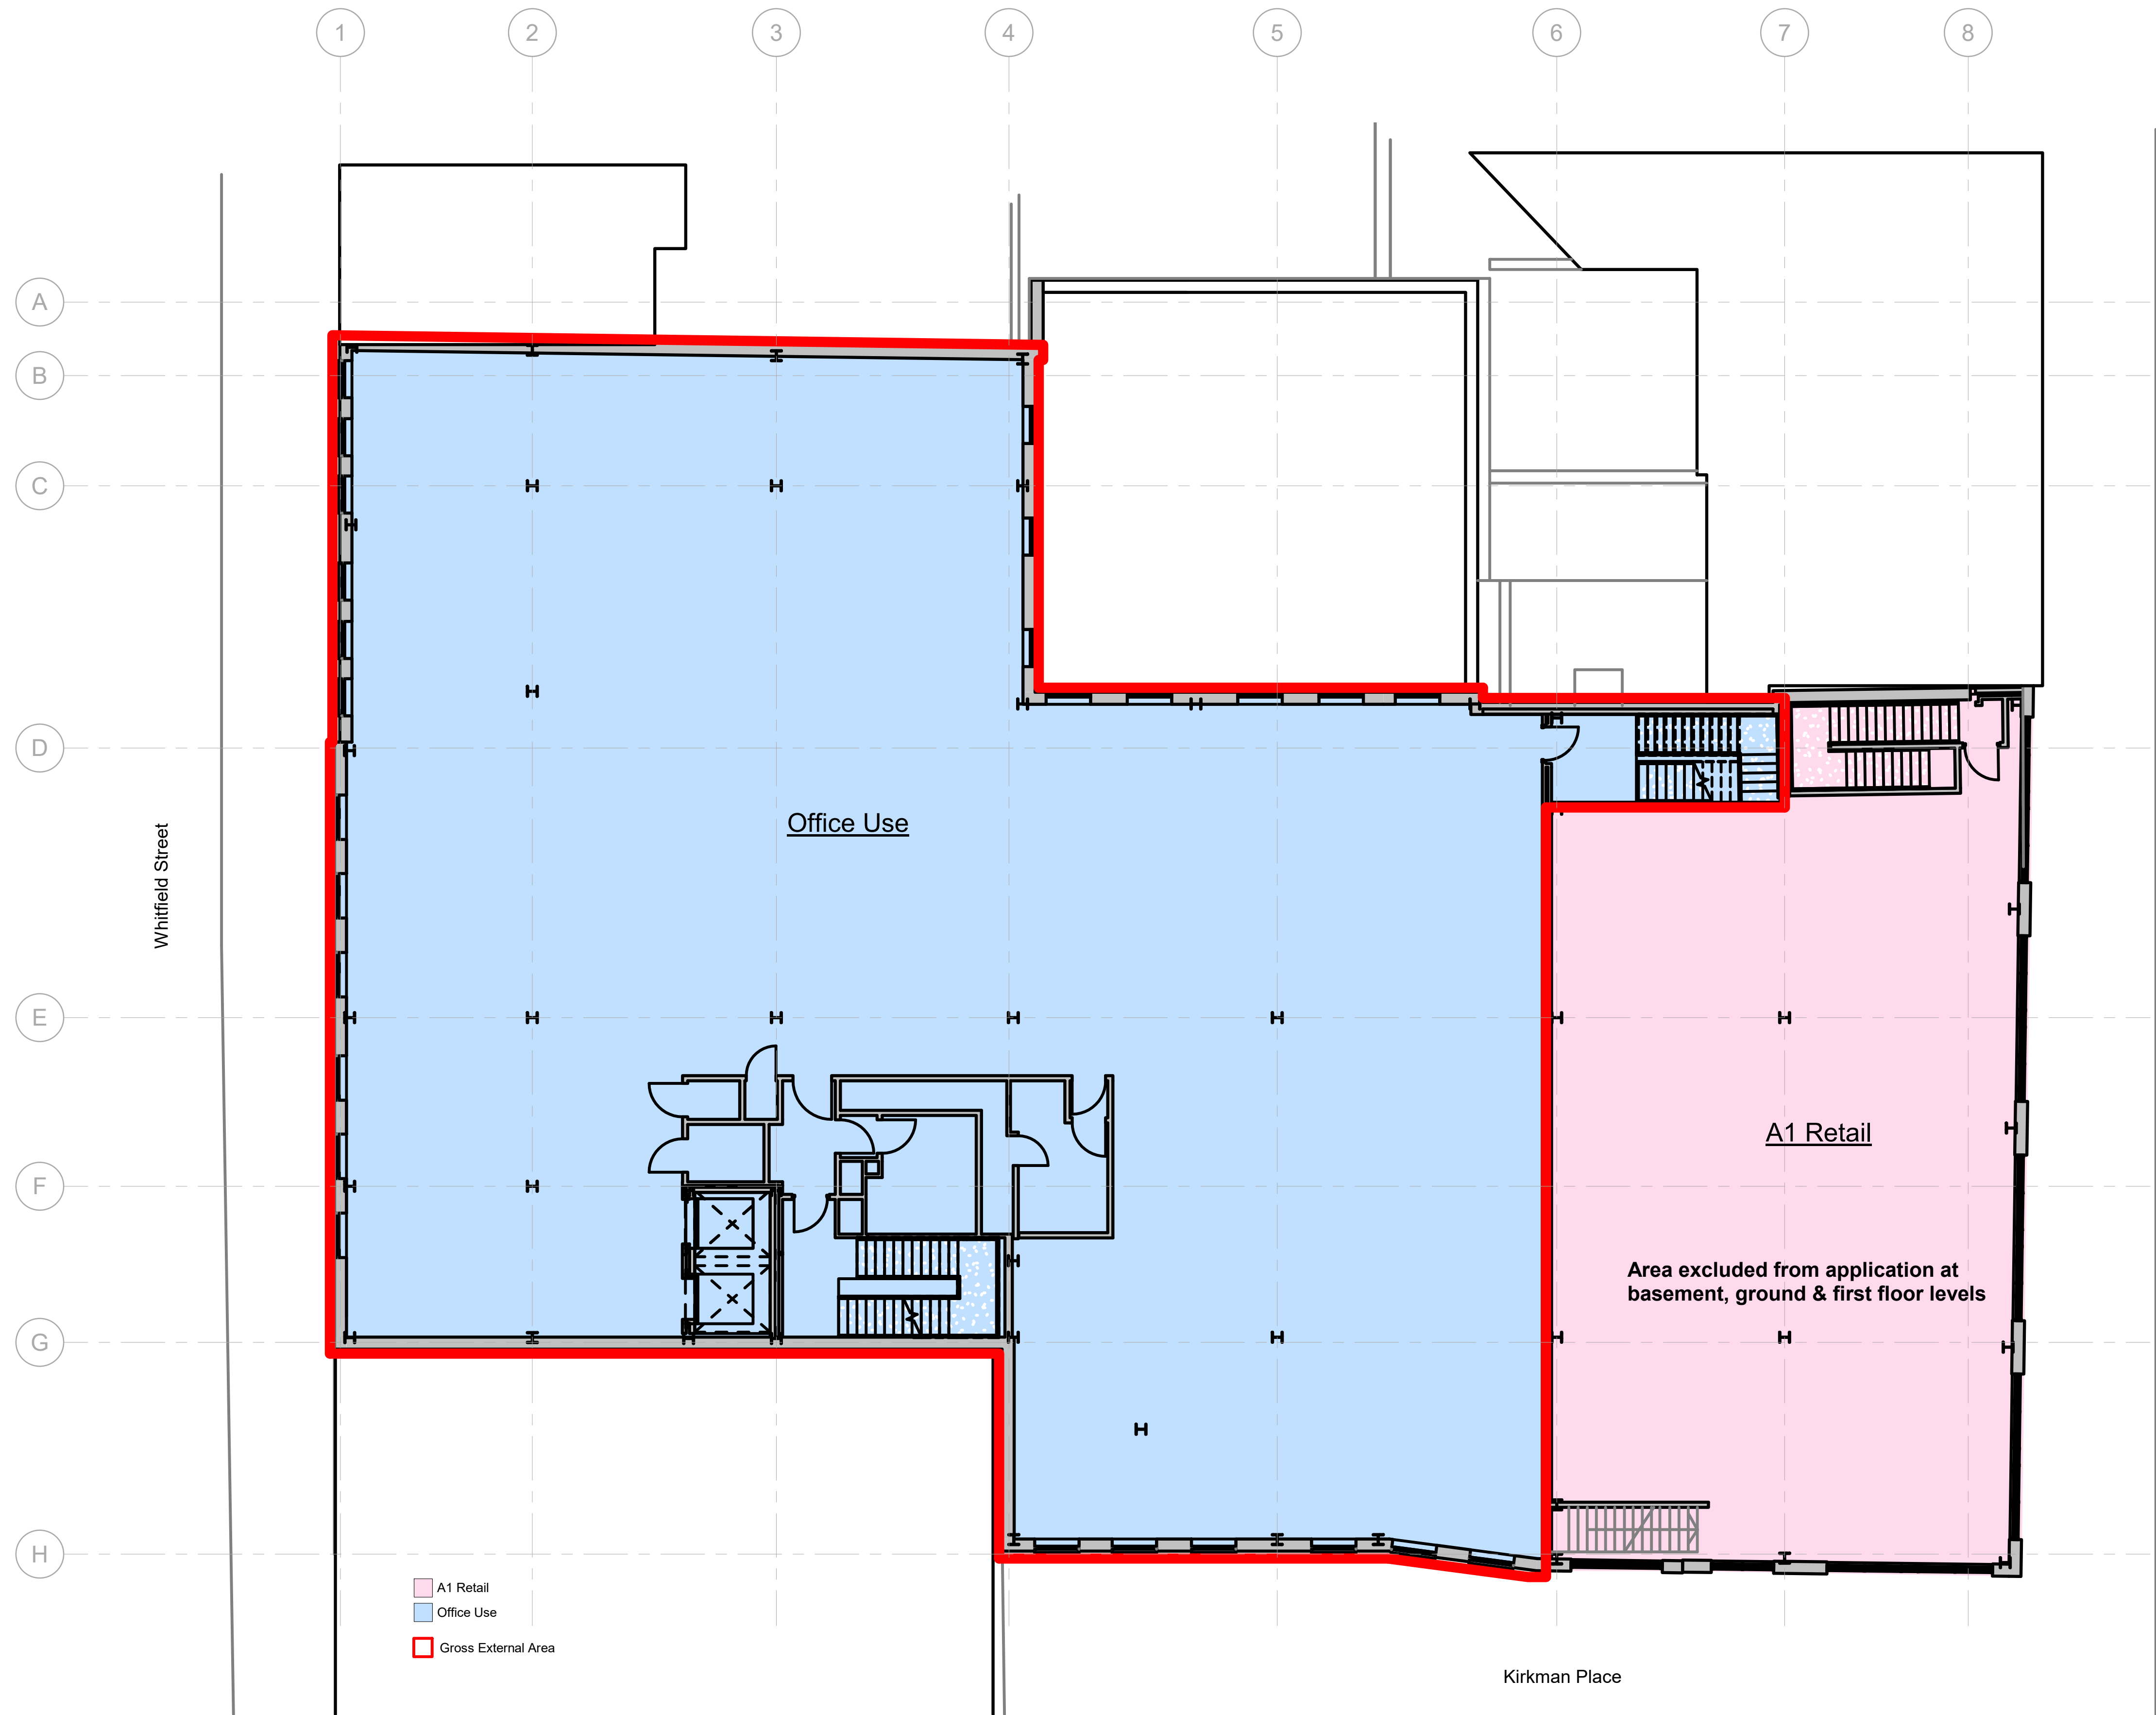 1 2 3 4 5 6 7 8
A
B
C
D
Office Use
Whitfield Street
E
A1 Retail
F
Area excluded from application at
basement, ground & first floor levels
G
H
A1 Retail
Office Use
Gross External Area
Kirkman Place